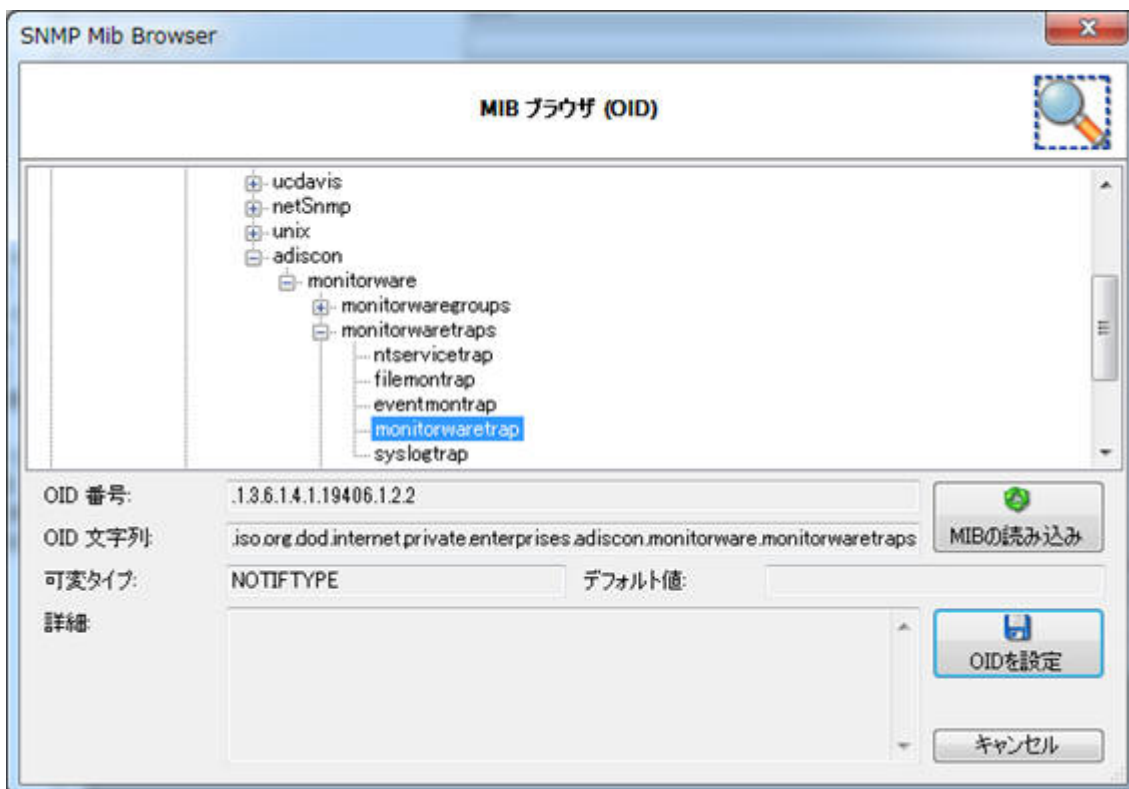 SNMP Mib Browser
MIB ブラウザ (OID)
ucdavis
netSnmp
unix
adiscon
monitorware
monitorwaregroups
monitorwaretraps
ntservicetrap
filemontrap
eventmontrap
monitorwaretrap
syslogtrap
OID 番号: .1.3.6.1.4.1.19406.1.2.2
OID 文字列: .iso.org.dod.internet.private.enterprises.adiscon.monitorware.monitorwaretraps
MIBの読み込み
可変タイプ: NOTIFTYPE デフォルト値:
詳細:
OIDを設定
キャンセル